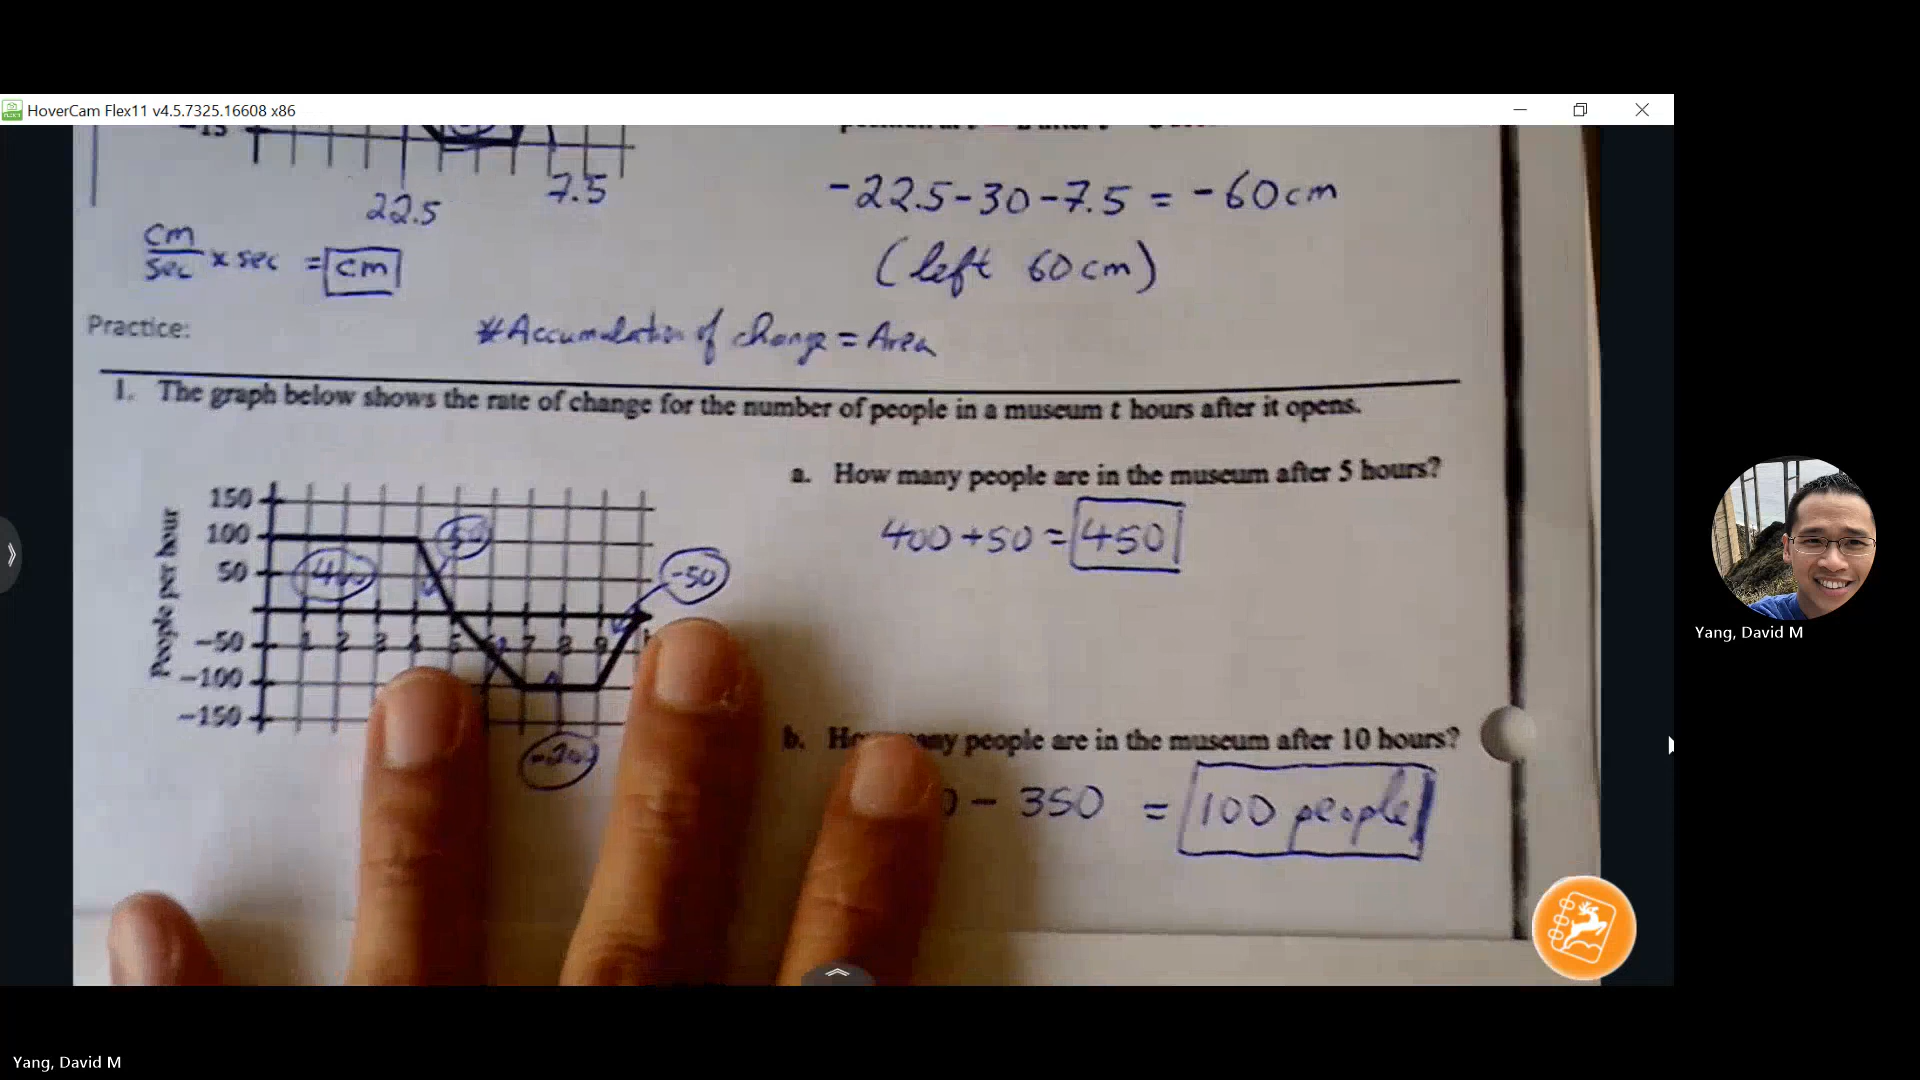 HoverCam Flex11 v4.5.7325.16608 x86
-15
22.5
7.5
cm
sec
x sec = cm
-22.5-30-7.5 = -60cm
(left 60cm)
Practice:
*Accumulation of change = Area
1. The graph below shows the rate of change for the number of people in a museum t hours after it opens.
People per hour
150
100
50
-50
-100
-150
1 2 3 4 5 7 8 9
400
50
-50
-200
a. How many people are in the museum after 5 hours?
400+50 = 450
b. How many people are in the museum after 10 hours?
0 - 350 = 100 people
Yang, David M
Yang, David M